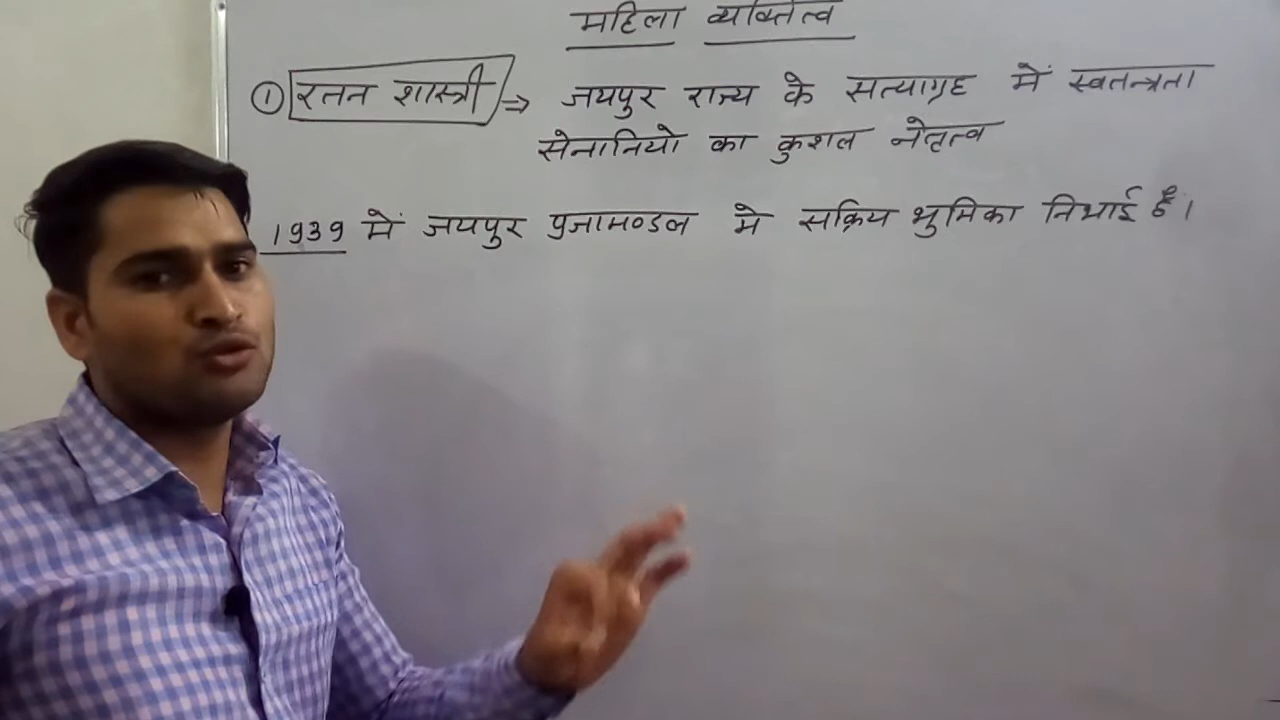 महिला व्यक्तित्व
① रतन शास्त्री ⇒ जयपुर राज्य के सत्याग्रह में स्वतन्त्रता
सेनानियो का कुशल नेतृत्व
1939 में जयपुर प्रजामण्डल मे सक्रिय भुमिका निभाई है।